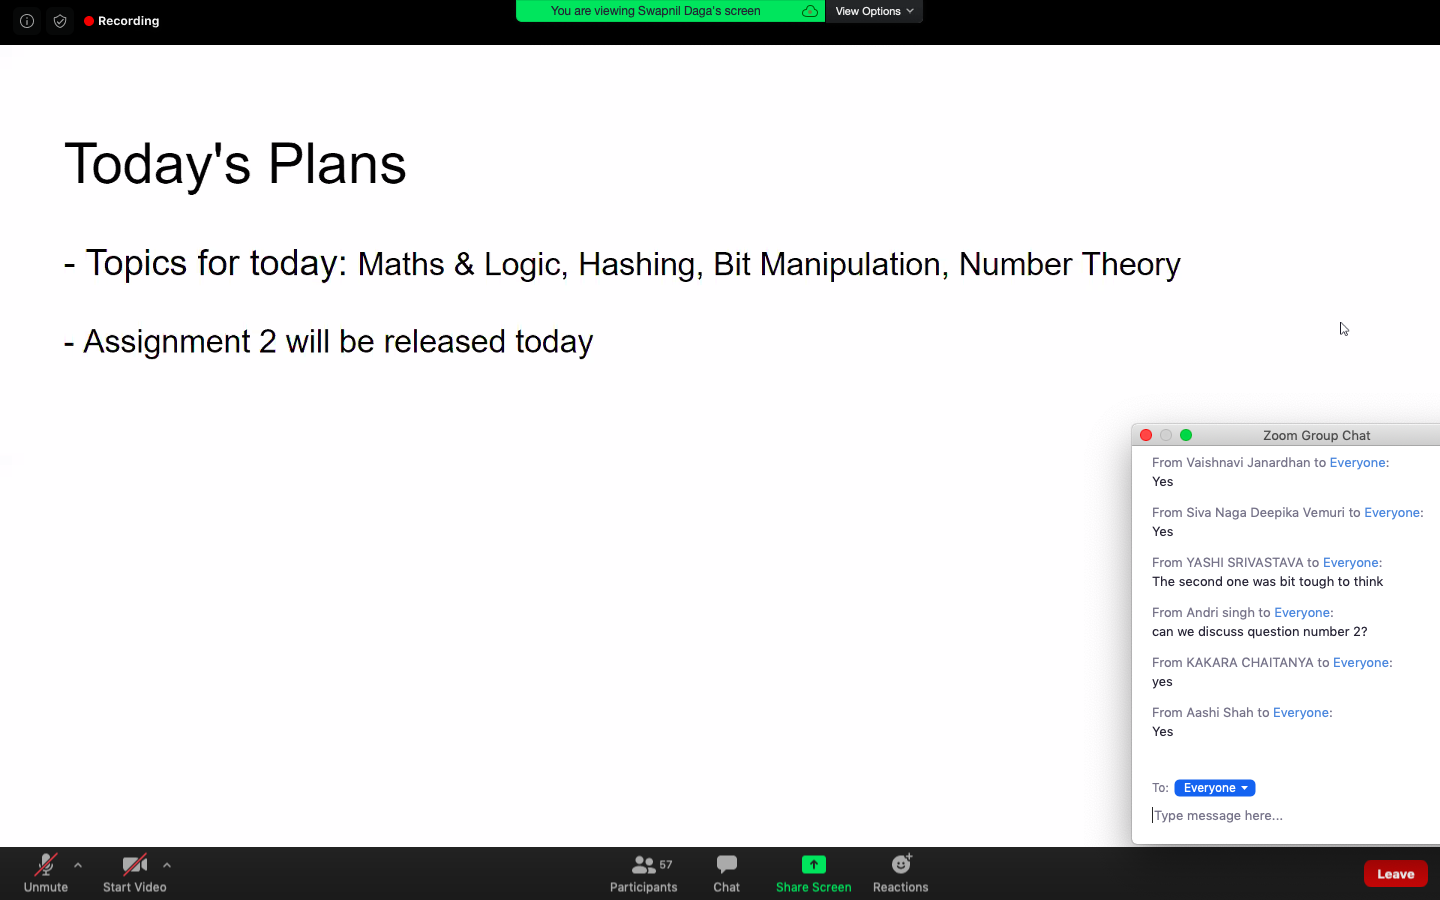 Recording
You are viewing Swapnil Daga's screen
View Options
Today's Plans
- Topics for today: Maths & Logic, Hashing, Bit Manipulation, Number Theory
- Assignment 2 will be released today
Zoom Group Chat
From Vaishnavi Janardhan to Everyone:
Yes
From Siva Naga Deepika Vemuri to Everyone:
Yes
From YASHI SRIVASTAVA to Everyone:
The second one was bit tough to think
From Andri singh to Everyone:
can we discuss question number 2?
From KAKARA CHAITANYA to Everyone:
yes
From Aashi Shah to Everyone:
Yes
To: Everyone
Type message here...
Unmute
Start Video
57
Participants
Chat
Share Screen
Reactions
Leave